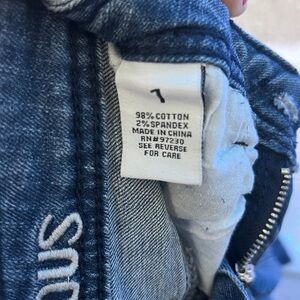 1
98% COTTON
2% SPANDEX
MADE IN CHINA
RN#97230
SEE REVERSE
FOR CARE